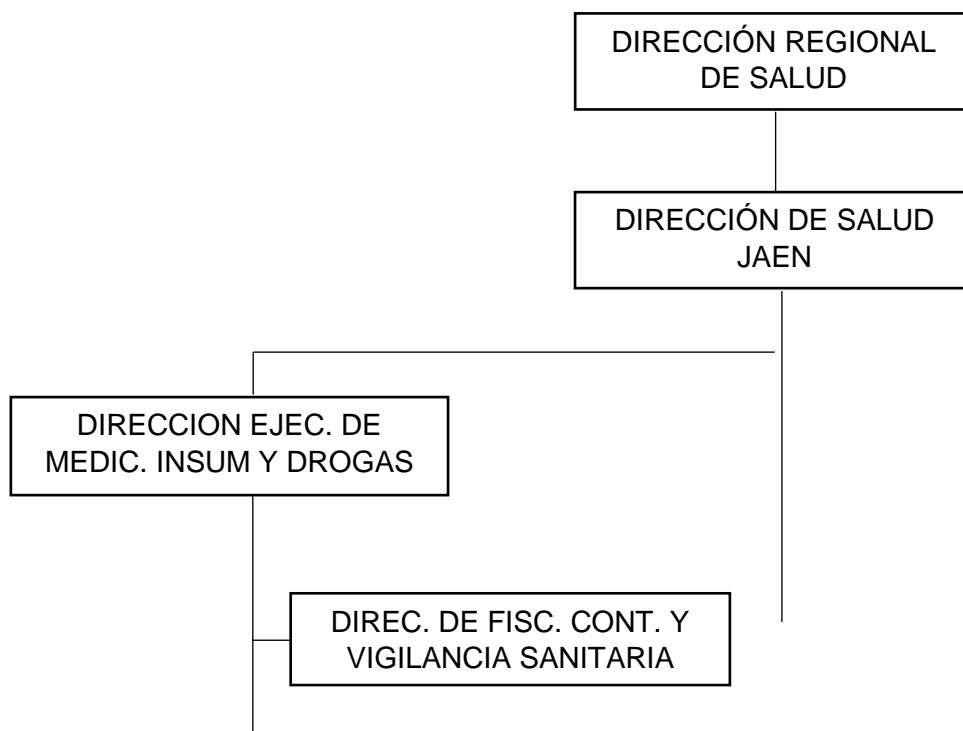 DIRECCIÓN REGIONAL
DE SALUD
DIRECCIÓN DE SALUD
JAEN
DIRECCION EJEC. DE
MEDIC. INSUM Y DROGAS
DIREC. DE FISC. CONT. Y
VIGILANCIA SANITARIA